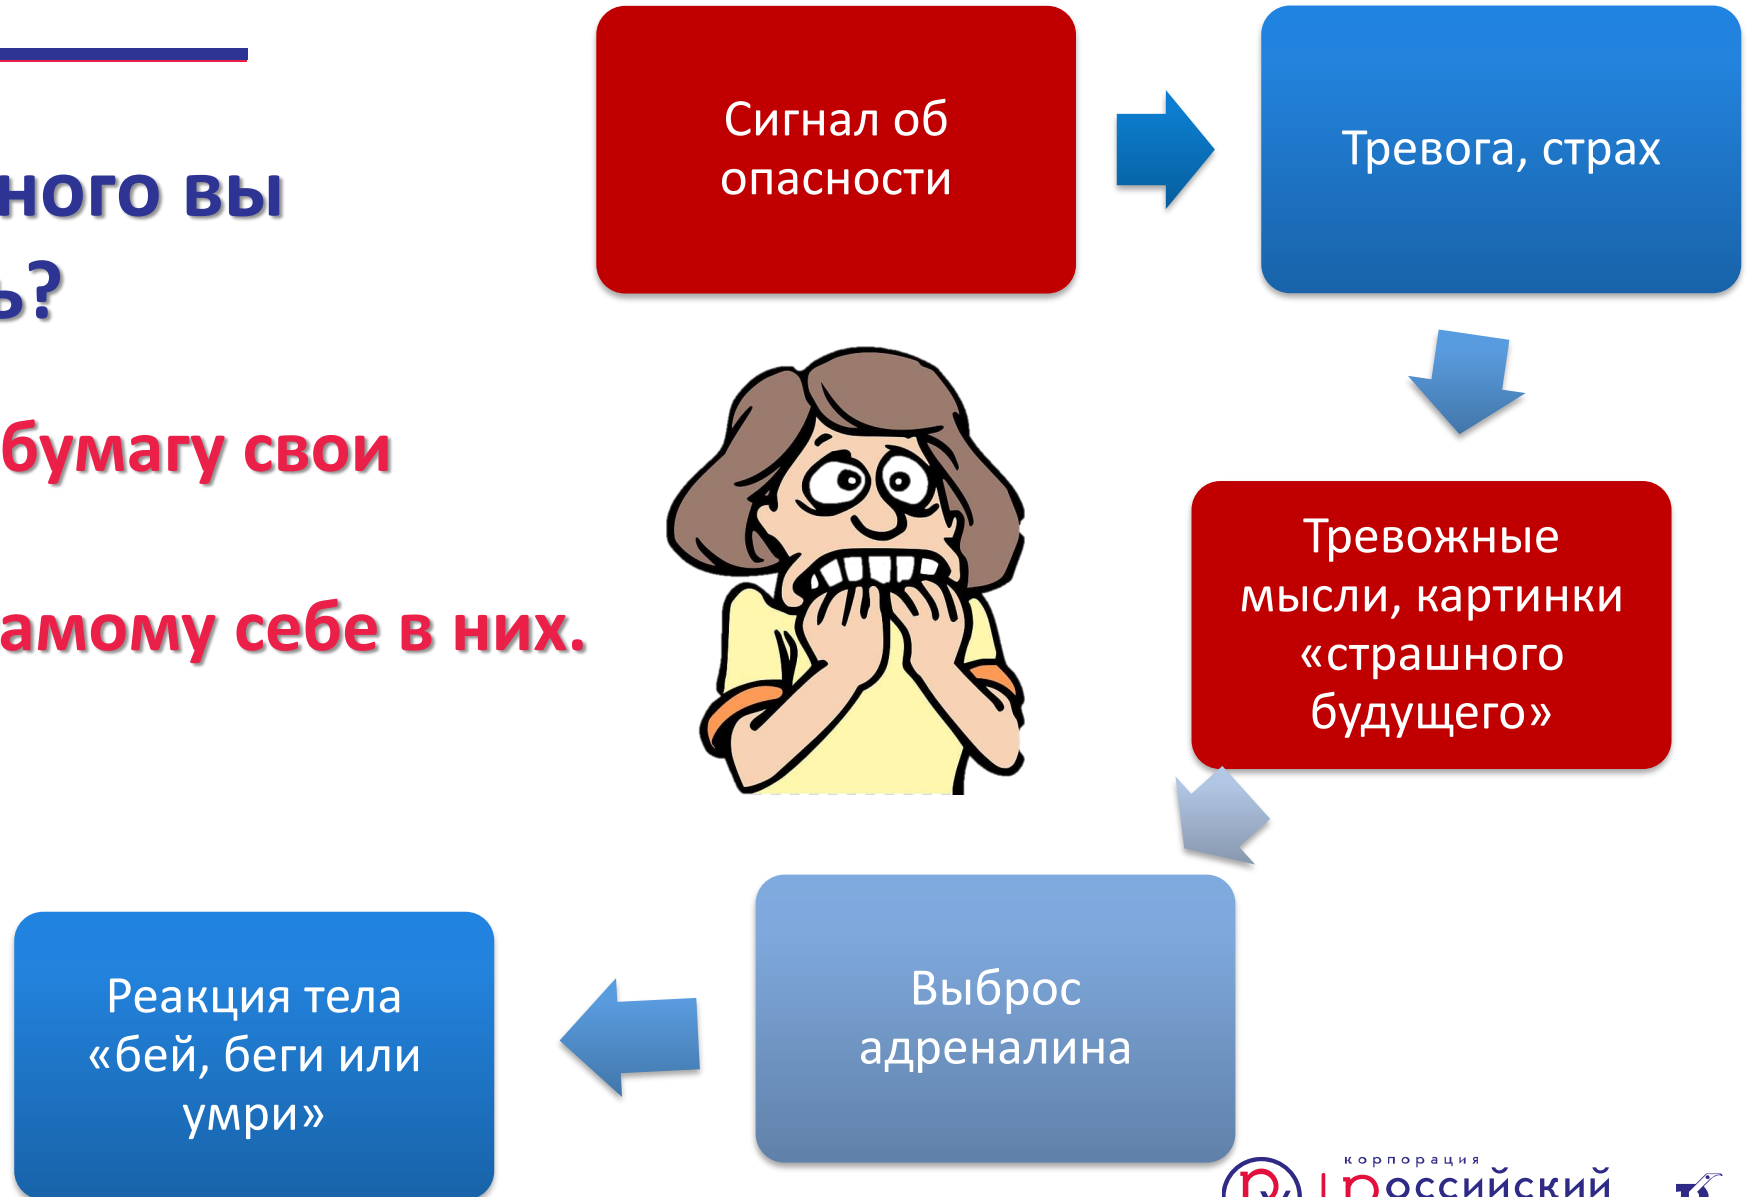 ного вы
ь?
бумагу свои
амому себе в них.
Сигнал об
опасности
Тревога, страх
Тревожные
мысли, картинки
«страшного
будущего»
Выброс
адреналина
Реакция тела
«бей, беги или
умри»
корпорация
российский